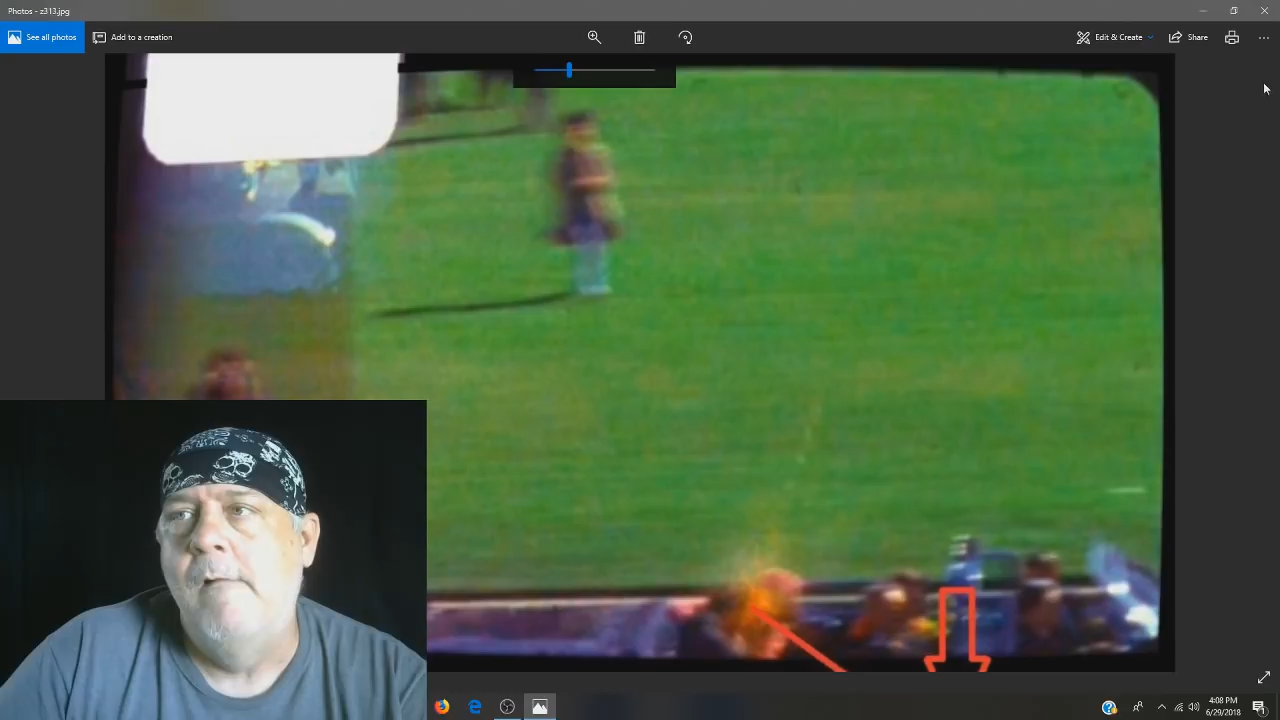 Photos - z313.jpg
See all photos
Add to a creation
Edit & Create
Share
4:08 PM
6/29/2018